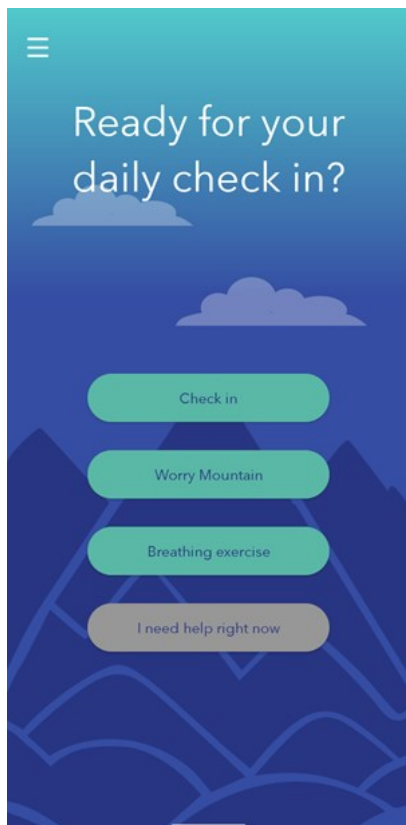 Ready for your
daily check in?
Check in
Worry Mountain
Breathing exercise
I need help right now